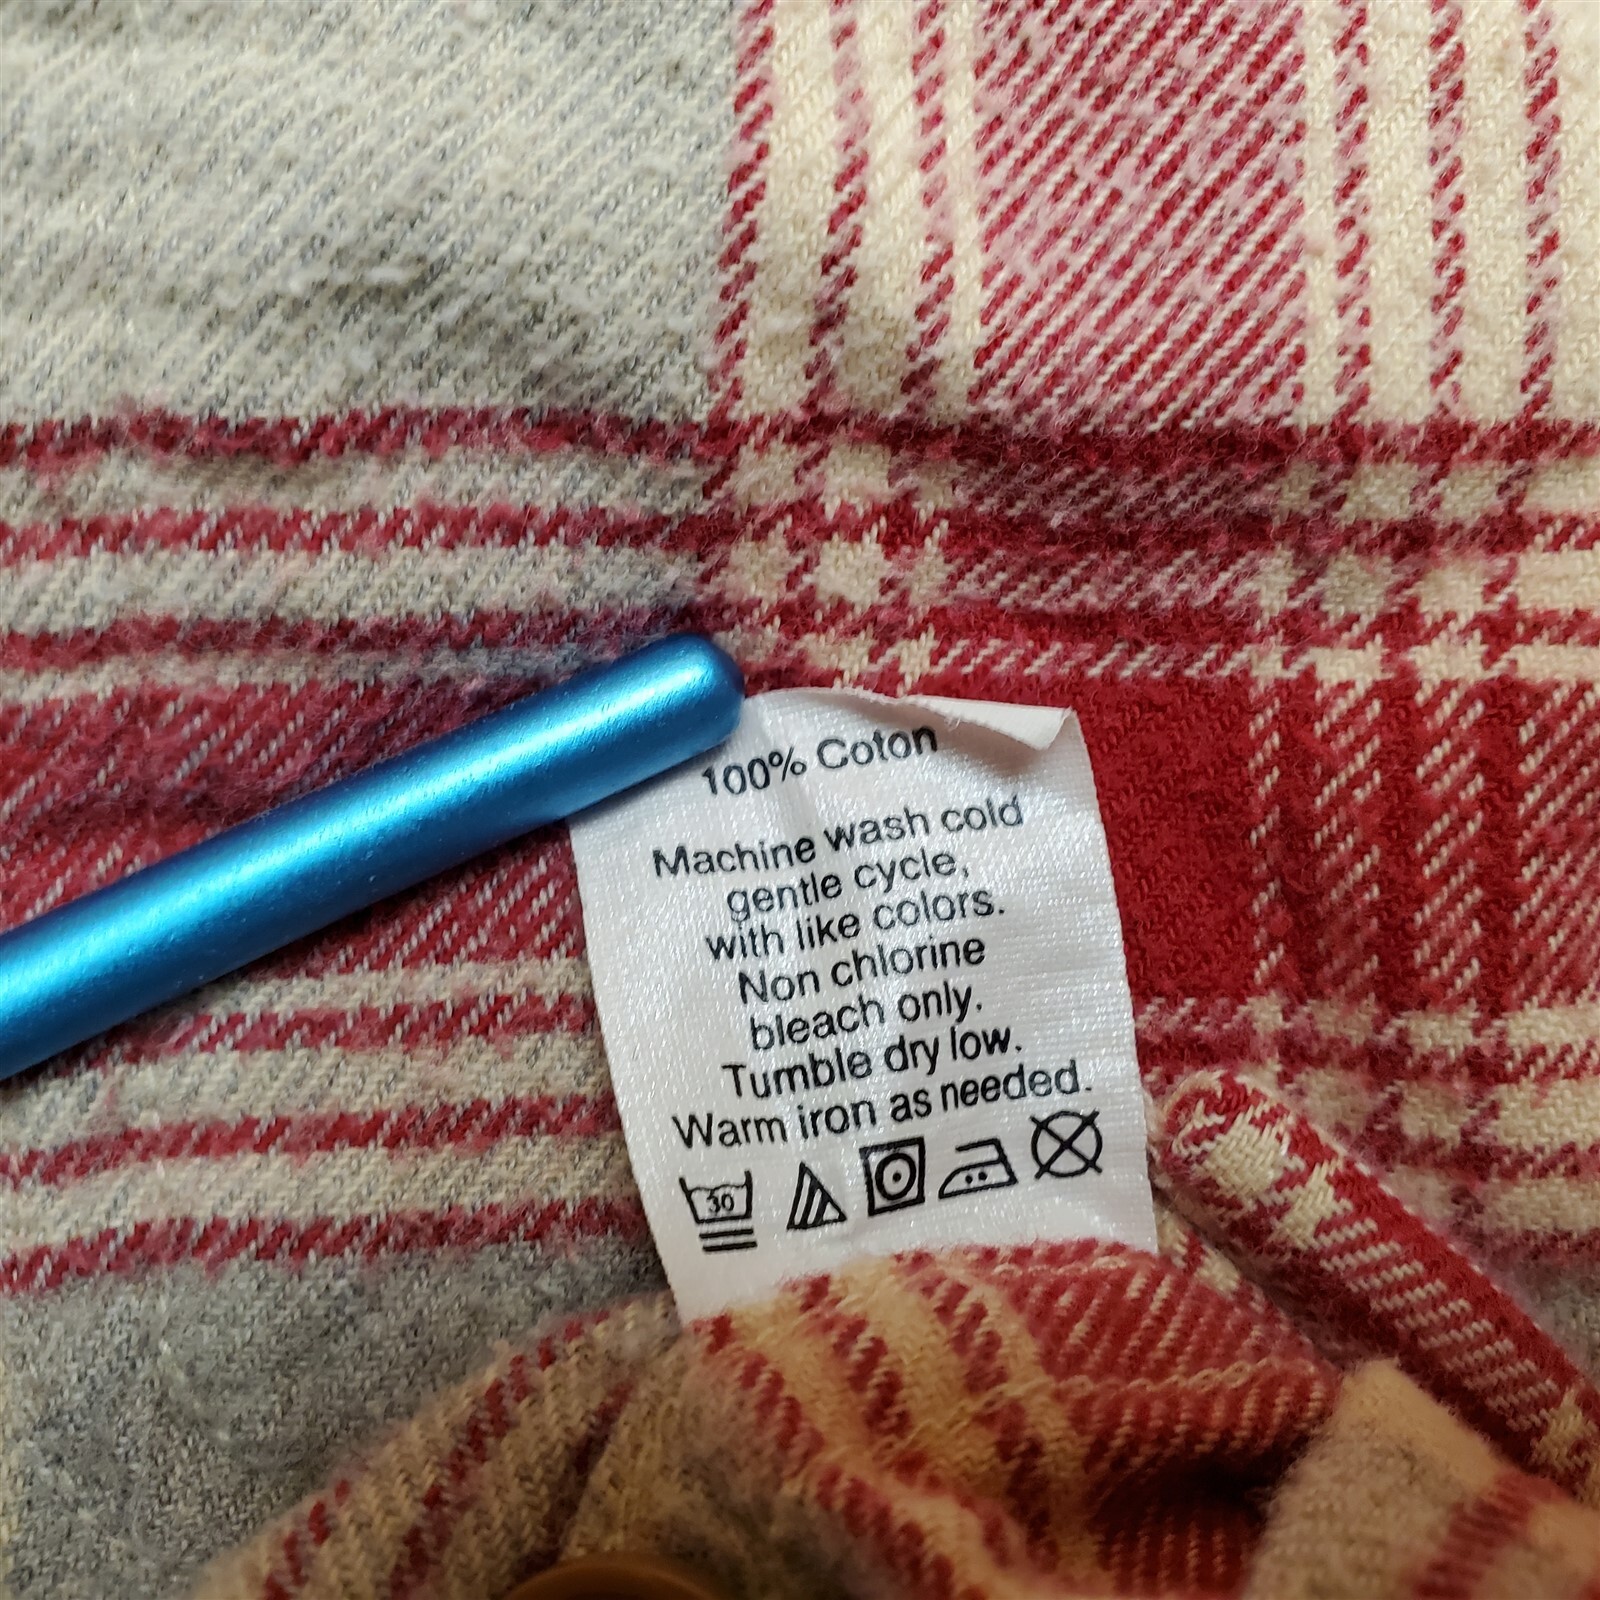 100% Coton
Machine wash cold
gentle cycle,
with like colors.
Non chlorine
bleach only.
Tumble dry low.
Warm iron as needed.
30